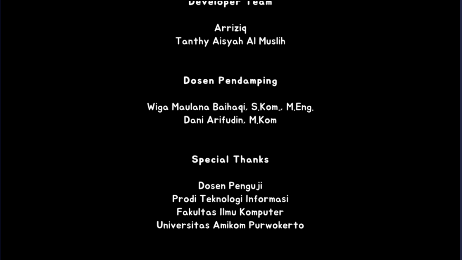 Developer Team
Arriziq
Tanthy Aisyah Al Muslih
Dosen Pendamping
Wiga Maulana Baihaqi, S.Kom., M.Eng.
Dani Arifudin, M.Kom
Special Thanks
Dosen Penguji
Prodi Teknologi Informasi
Fakultas Ilmu Komputer
Universitas Amikom Purwokerto